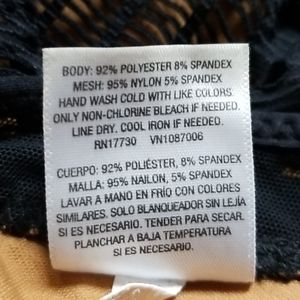 BODY: 92% POLYESTER 8% SPANDEX
MESH: 95% NYLON 5% SPANDEX
HAND WASH COLD WITH LIKE COLORS.
ONLY NON-CHLORINE BLEACH IF NEEDED.
LINE DRY. COOL IRON IF NEEDED.
RN17730 VN1087006
CUERPO: 92% POLIÉSTER, 8% SPANDEX
MALLA: 95% NAILON, 5% SPANDEX
LAVAR A MANO EN FRÍO CON COLORES
SIMILARES. SOLO BLANQUEADOR SIN LEJÍA
SI ES NECESARIO. TENDER PARA SECAR.
PLANCHAR A BAJA TEMPERATURA
SI ES NECESARIO.